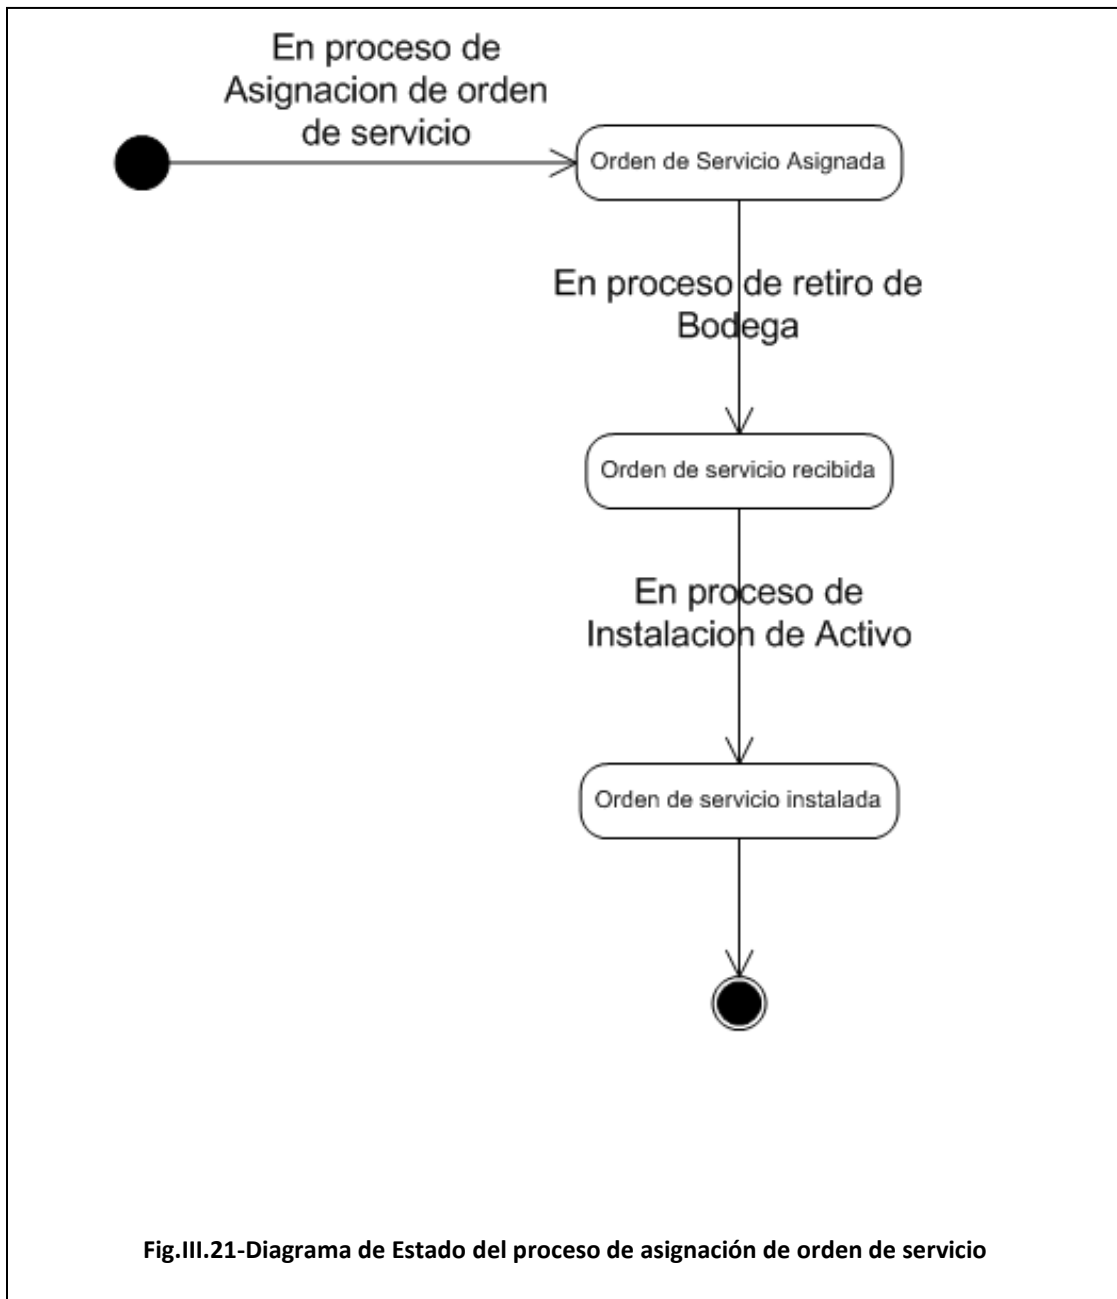 En proceso de
Asignacion de orden
de servicio
Orden de Servicio Asignada
En proceso de retiro de
Bodega
Orden de servicio recibida
En proceso de
Instalacion de Activo
Orden de servicio instalada
Fig.III.21-Diagrama de Estado del proceso de asignación de orden de servicio